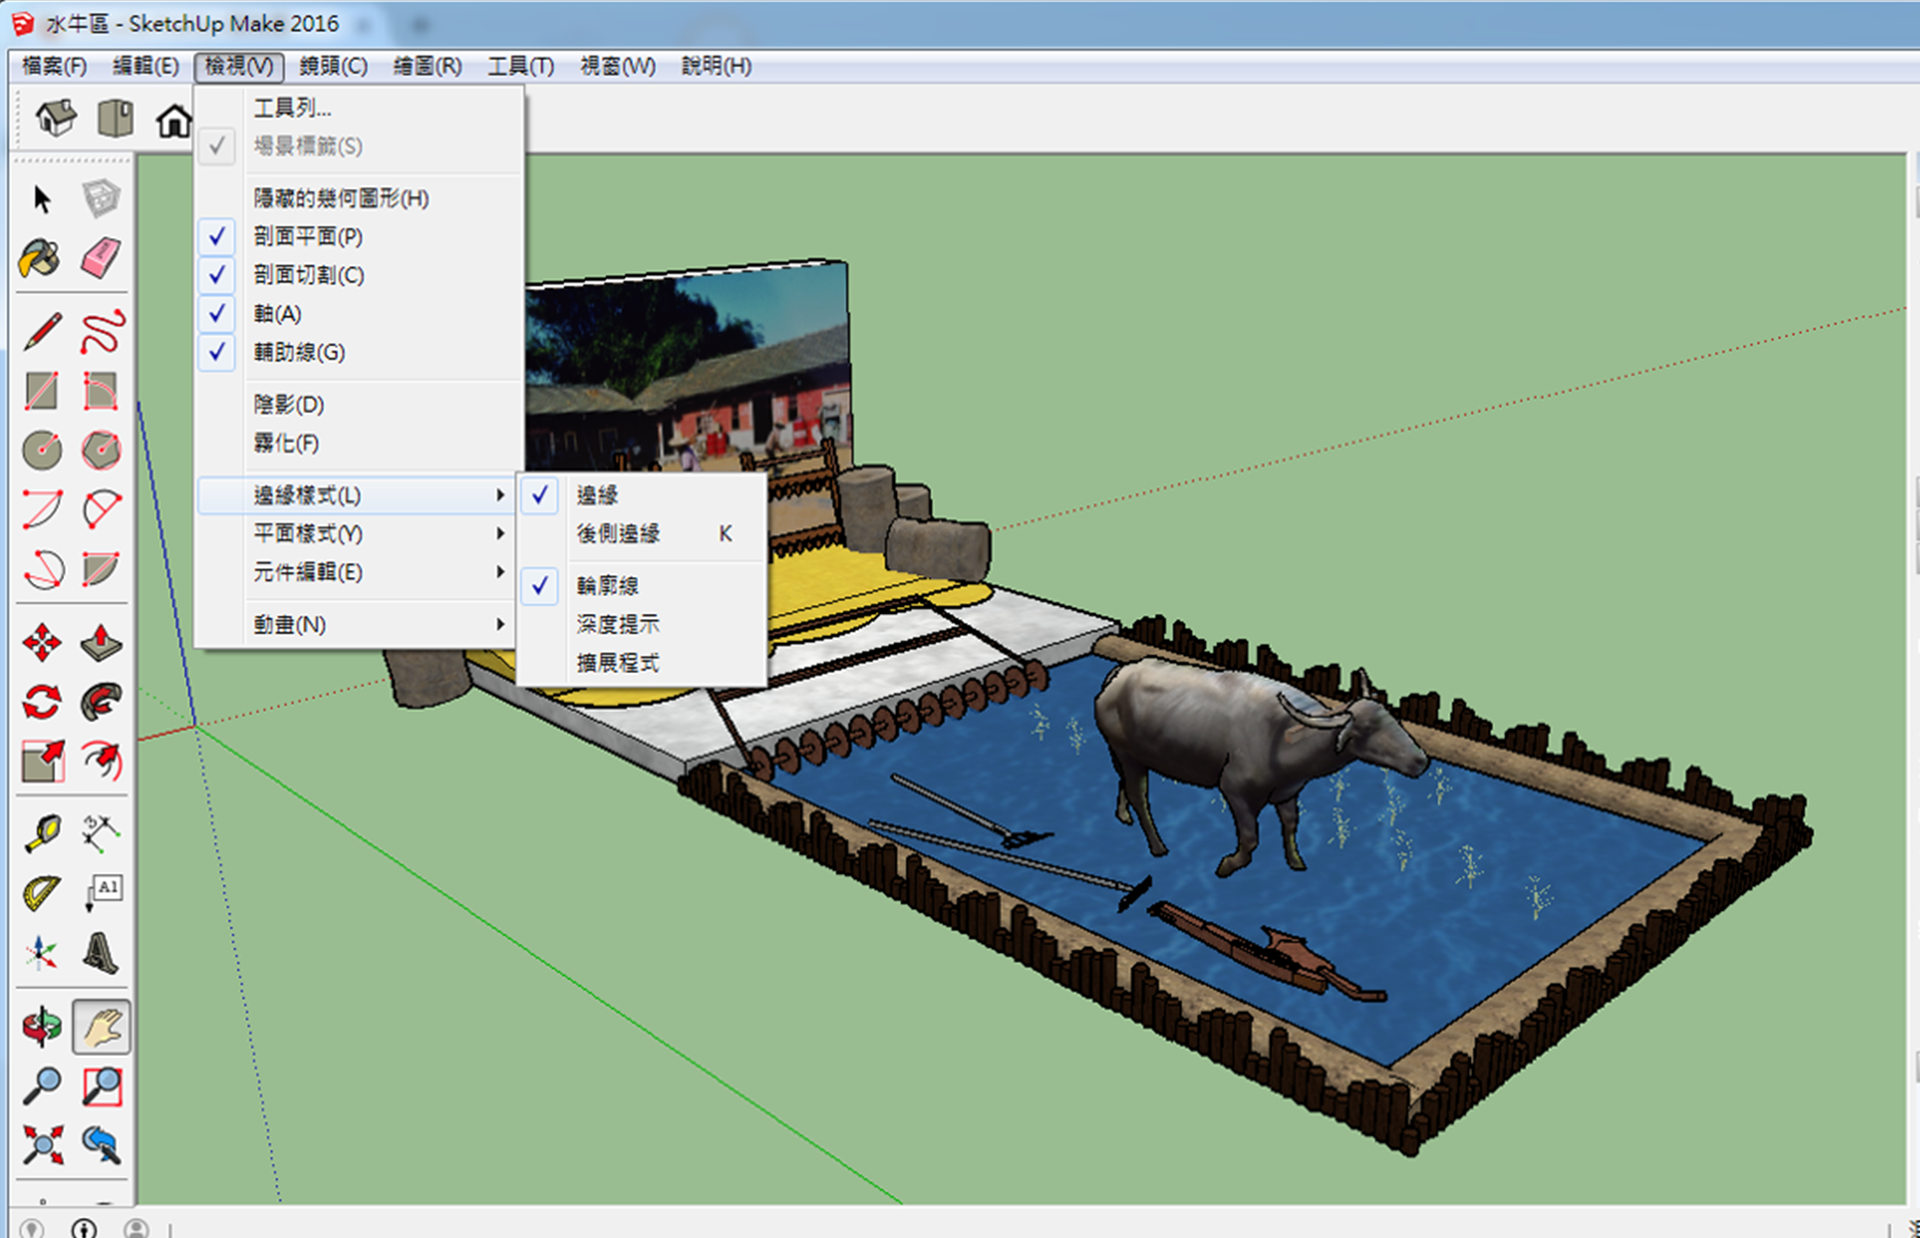 水牛區 - SketchUp Make 2016
檔案(F) 編輯(E) 檢視(V) 鏡頭(C) 繪圖(R) 工具(T) 視窗(W) 說明(H)
工具列...
場景標籤(S)
隱藏的幾何圖形(H)
剖面平面(P)
剖面切割(C)
軸(A)
輔助線(G)
陰影(D)
霧化(F)
邊緣樣式(L)
平面樣式(Y)
元件編輯(E)
動畫(N)
邊緣
後側邊緣 K
輪廓線
深度提示
擴展程式
A1